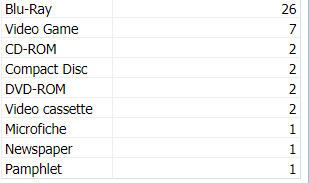 Blu-Ray 26
Video Game 7
CD-ROM 2
Compact Disc 2
DVD-ROM 2
Video cassette 2
Microfiche 1
Newspaper 1
Pamphlet 1